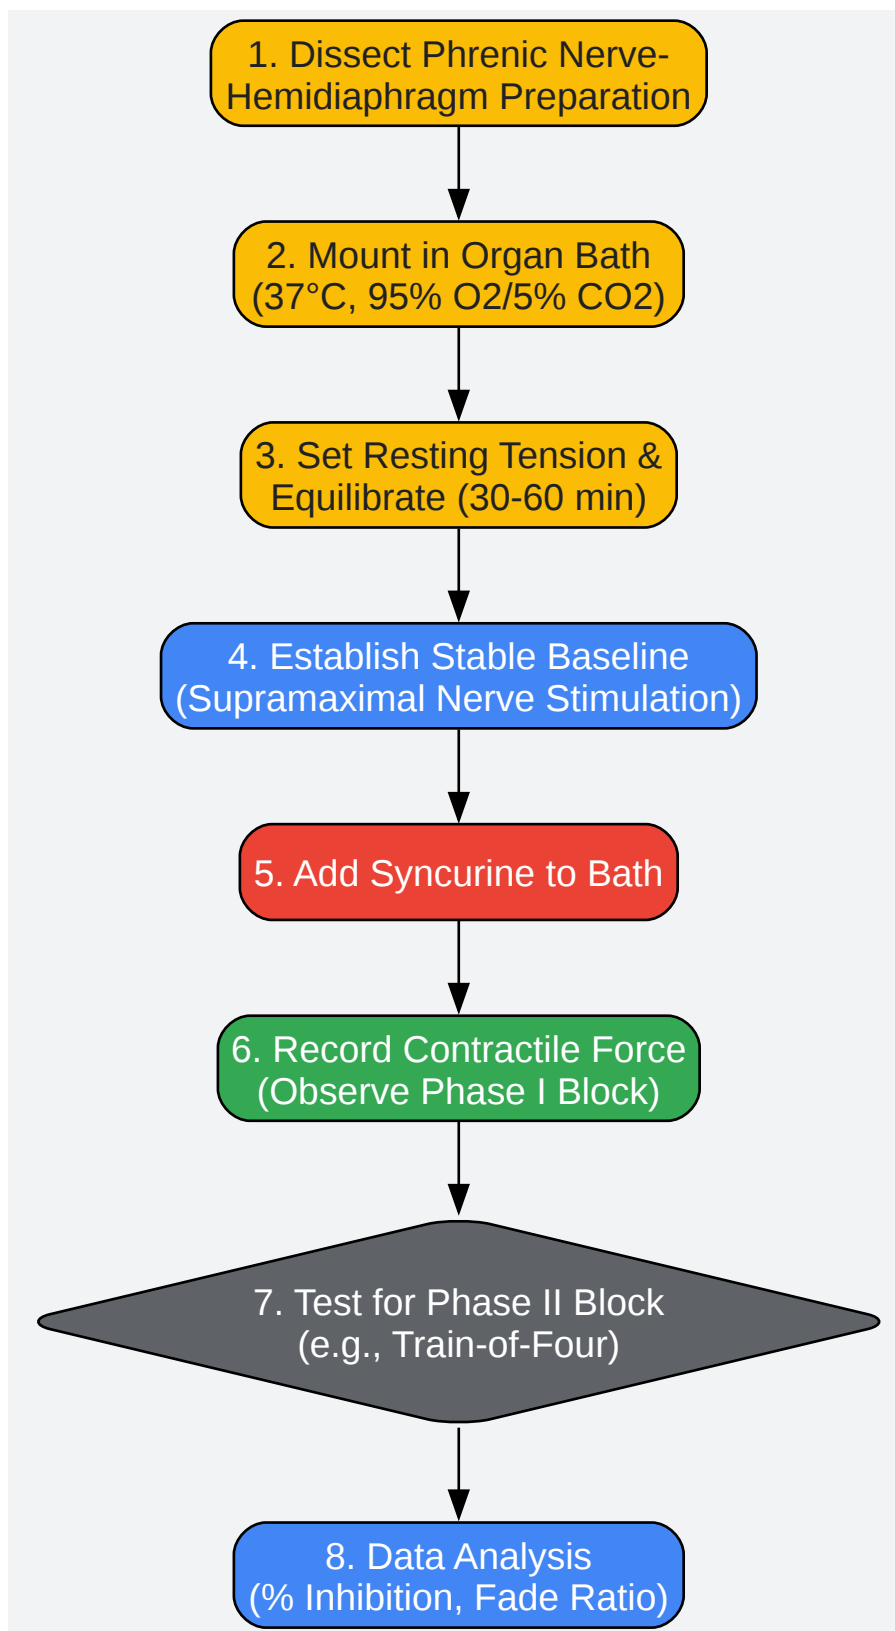 1. Dissect Phrenic Nerve-
Hemidiaphragm Preparation
2. Mount in Organ Bath
(37°C, 95% O2/5% CO2)
3. Set Resting Tension &
Equilibrate (30-60 min)
4. Establish Stable Baseline
(Supramaximal Nerve Stimulation)
5. Add Syncurine to Bath
6. Record Contractile Force
(Observe Phase I Block)
7. Test for Phase II Block
(e.g., Train-of-Four)
8. Data Analysis
(% Inhibition, Fade Ratio)